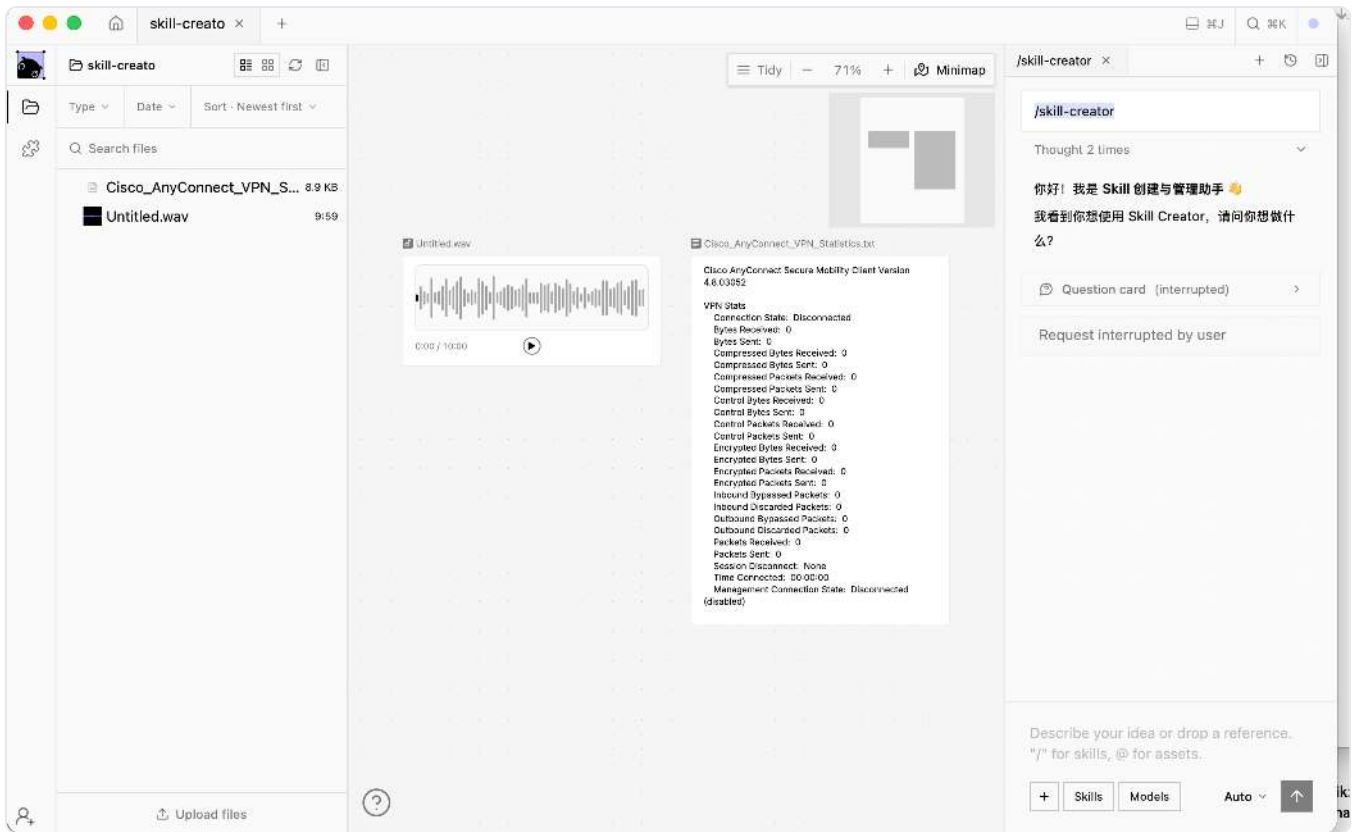 skill-creato ×
+
⌘J
⌘K
skill-creato
Type
Date
Sort · Newest first
Search files
Cisco_AnyConnect_VPN_S... 8.9 KB
Untitled.wav 9:59
Upload files
Tidy − 71% + Minimap
Untitled.wav
0:00 / 10:00
Cisco_AnyConnect_VPN_Statistics.txt
Cisco AnyConnect Secure Mobility Client Version
4.8.03052
VPN Stats
Connection State: Disconnected
Bytes Received: 0
Bytes Sent: 0
Compressed Bytes Received: 0
Compressed Bytes Sent: 0
Compressed Packets Received: 0
Compressed Packets Sent: 0
Control Bytes Received: 0
Control Bytes Sent: 0
Control Packets Received: 0
Control Packets Sent: 0
Encrypted Bytes Received: 0
Encrypted Bytes Sent: 0
Encrypted Packets Received: 0
Encrypted Packets Sent: 0
Inbound Bypassed Packets: 0
Inbound Discarded Packets: 0
Outbound Bypassed Packets: 0
Outbound Discarded Packets: 0
Packets Received: 0
Packets Sent: 0
Session Disconnect: None
Time Connected: 00:00:00
Management Connection State: Disconnected
(disabled)
/skill-creator ×
/skill-creator
Thought 2 times
你好！我是 Skill 创建与管理助手 👋
我看到你想使用 Skill Creator，请问你想做什
么？
Question card (interrupted)
Request interrupted by user
Describe your idea or drop a reference.
"/" for skills, @ for assets.
+ Skills Models Auto